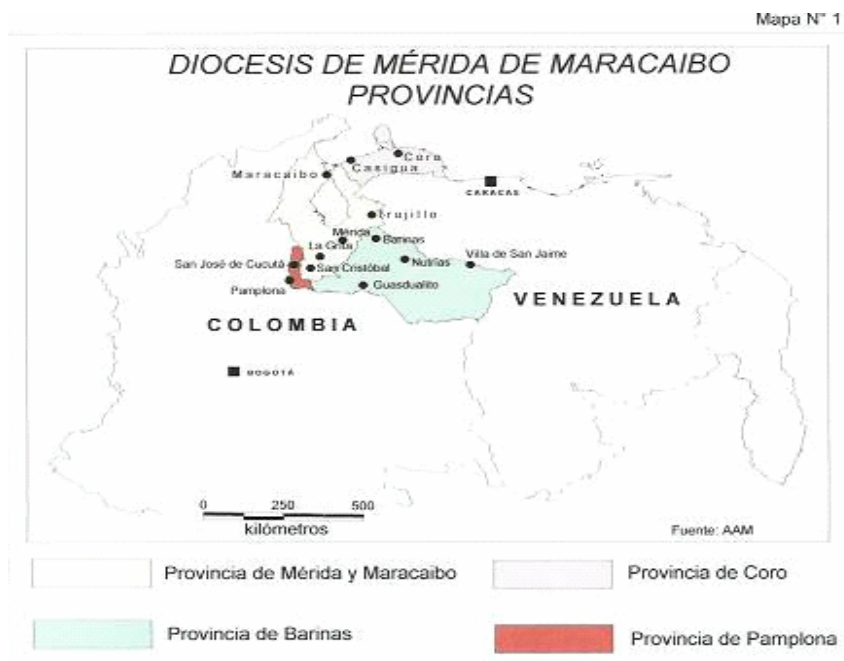 Mapa N° 1
DIOCESIS DE MÉRIDA DE MARACAIBO
PROVINCIAS
Coro
Casigua
Maracaibo
CARACAS
Trujillo
Mérida
Barinas
La Grita
Villa de San Jaime
San José de Cucutá
San Cristóbal
Nutrias
Pamplona
Guasdualito
VENEZUELA
COLOMBIA
BOGOTÁ
0 250 500
kilómetros
Fuente: AAM
Provincia de Mérida y Maracaibo
Provincia de Coro
Provincia de Barinas
Provincia de Pamplona